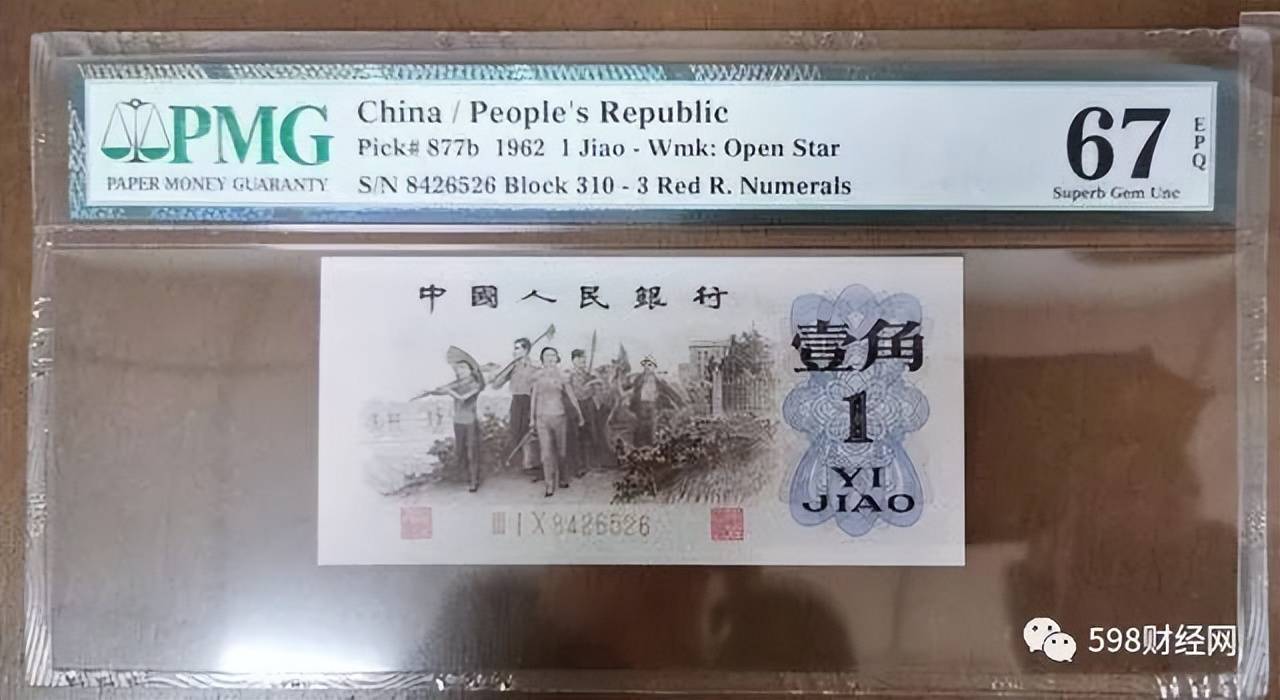 PMG
PAPER MONEY GUARANTY
China / People's Republic
Pick# 877b 1962 1 Jiao - Wmk: Open Star
S/N 8426526 Block 310 - 3 Red R. Numerals
67
EPQ
Superb Gem Unc
中國人民銀行
壹角
1
YI
JIAO
III I X 8426526
598财经网